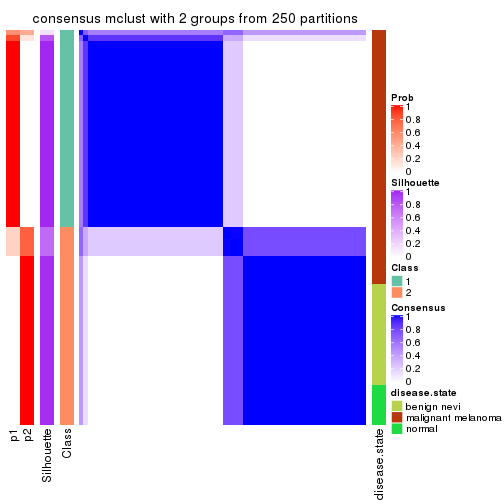 consensus mclust with 2 groups from 250 partitions
Prob
1
0.8
0.6
0.4
0.2
0
Silhouette
1
0.8
0.6
0.4
0.2
0
Class
1
2
Consensus
1
0.8
0.6
0.4
0.2
0
disease.state
benign nevi
malignant melanoma
normal
p1
p2
Silhouette
Class
disease.state